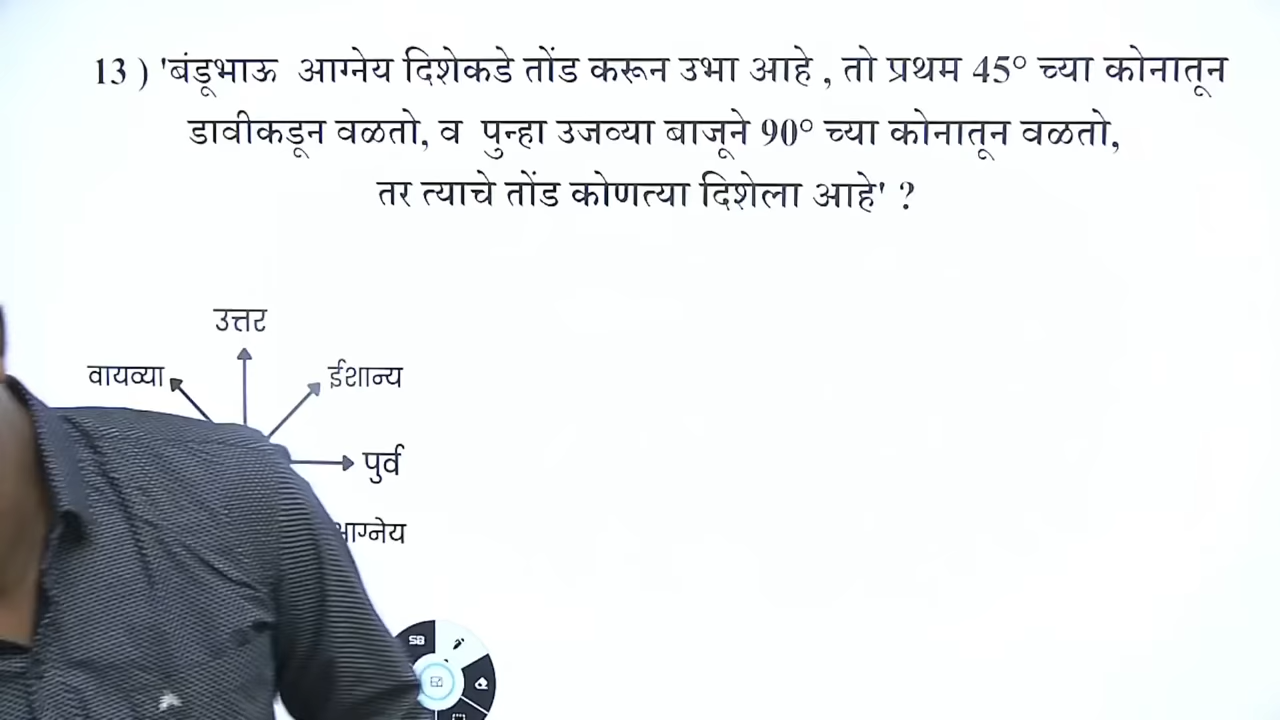 13 ) 'बंडूभाऊ आग्नेय दिशेकडे तोंड करून उभा आहे , तो प्रथम 45° च्या कोनातून
डावीकडून वळतो, व पुन्हा उजव्या बाजूने 90° च्या कोनातून वळतो,
तर त्याचे तोंड कोणत्या दिशेला आहे' ?
उत्तर
वायव्या
ईशान्य
पुर्व
आग्नेय
SB